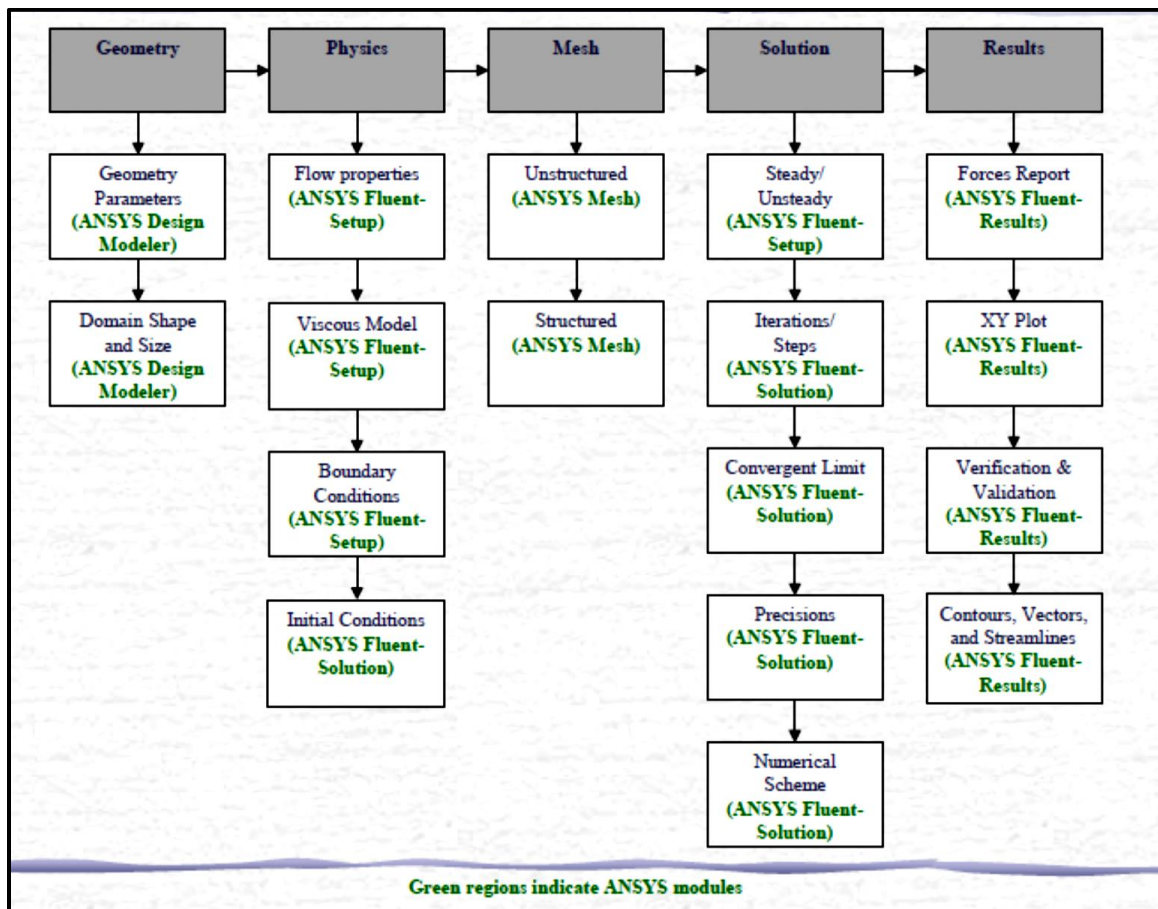 Geometry
Physics
Mesh
Solution
Results
Geometry
Parameters
(ANSYS Design
Modeler)
Domain Shape
and Size
(ANSYS Design
Modeler)
Flow properties
(ANSYS Fluent-
Setup)
Viscous Model
(ANSYS Fluent-
Setup)
Boundary
Conditions
(ANSYS Fluent-
Setup)
Initial Conditions
(ANSYS Fluent-
Solution)
Unstructured
(ANSYS Mesh)
Structured
(ANSYS Mesh)
Steady/
Unsteady
(ANSYS Fluent-
Setup)
Iterations/
Steps
(ANSYS Fluent-
Solution)
Convergent Limit
(ANSYS Fluent-
Solution)
Precisions
(ANSYS Fluent-
Solution)
Numerical
Scheme
(ANSYS Fluent-
Solution)
Forces Report
(ANSYS Fluent-
Results)
XY Plot
(ANSYS Fluent-
Results)
Verification &
Validation
(ANSYS Fluent-
Results)
Contours, Vectors,
and Streamlines
(ANSYS Fluent-
Results)
Green regions indicate ANSYS modules